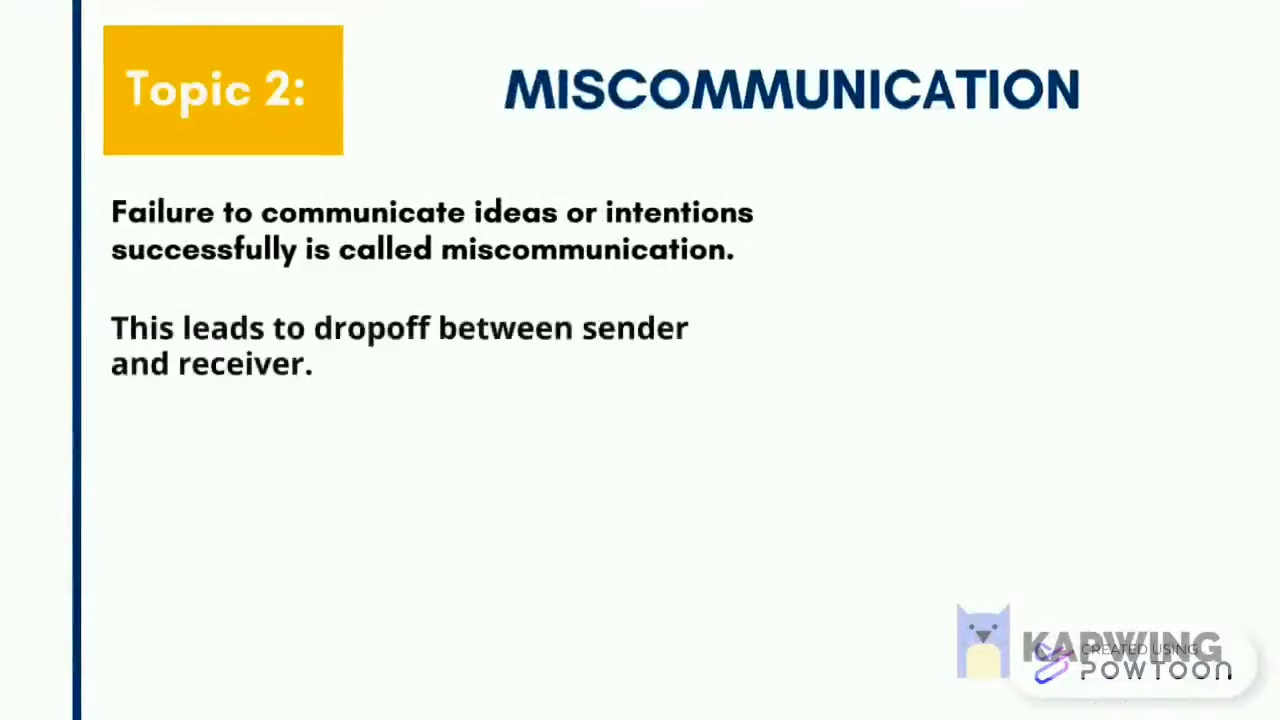 Topic 2:
MISCOMMUNICATION
Failure to communicate ideas or intentions
successfully is called miscommunication.
This leads to dropoff between sender
and receiver.
KAPWING
CREATED USING
POWTOON